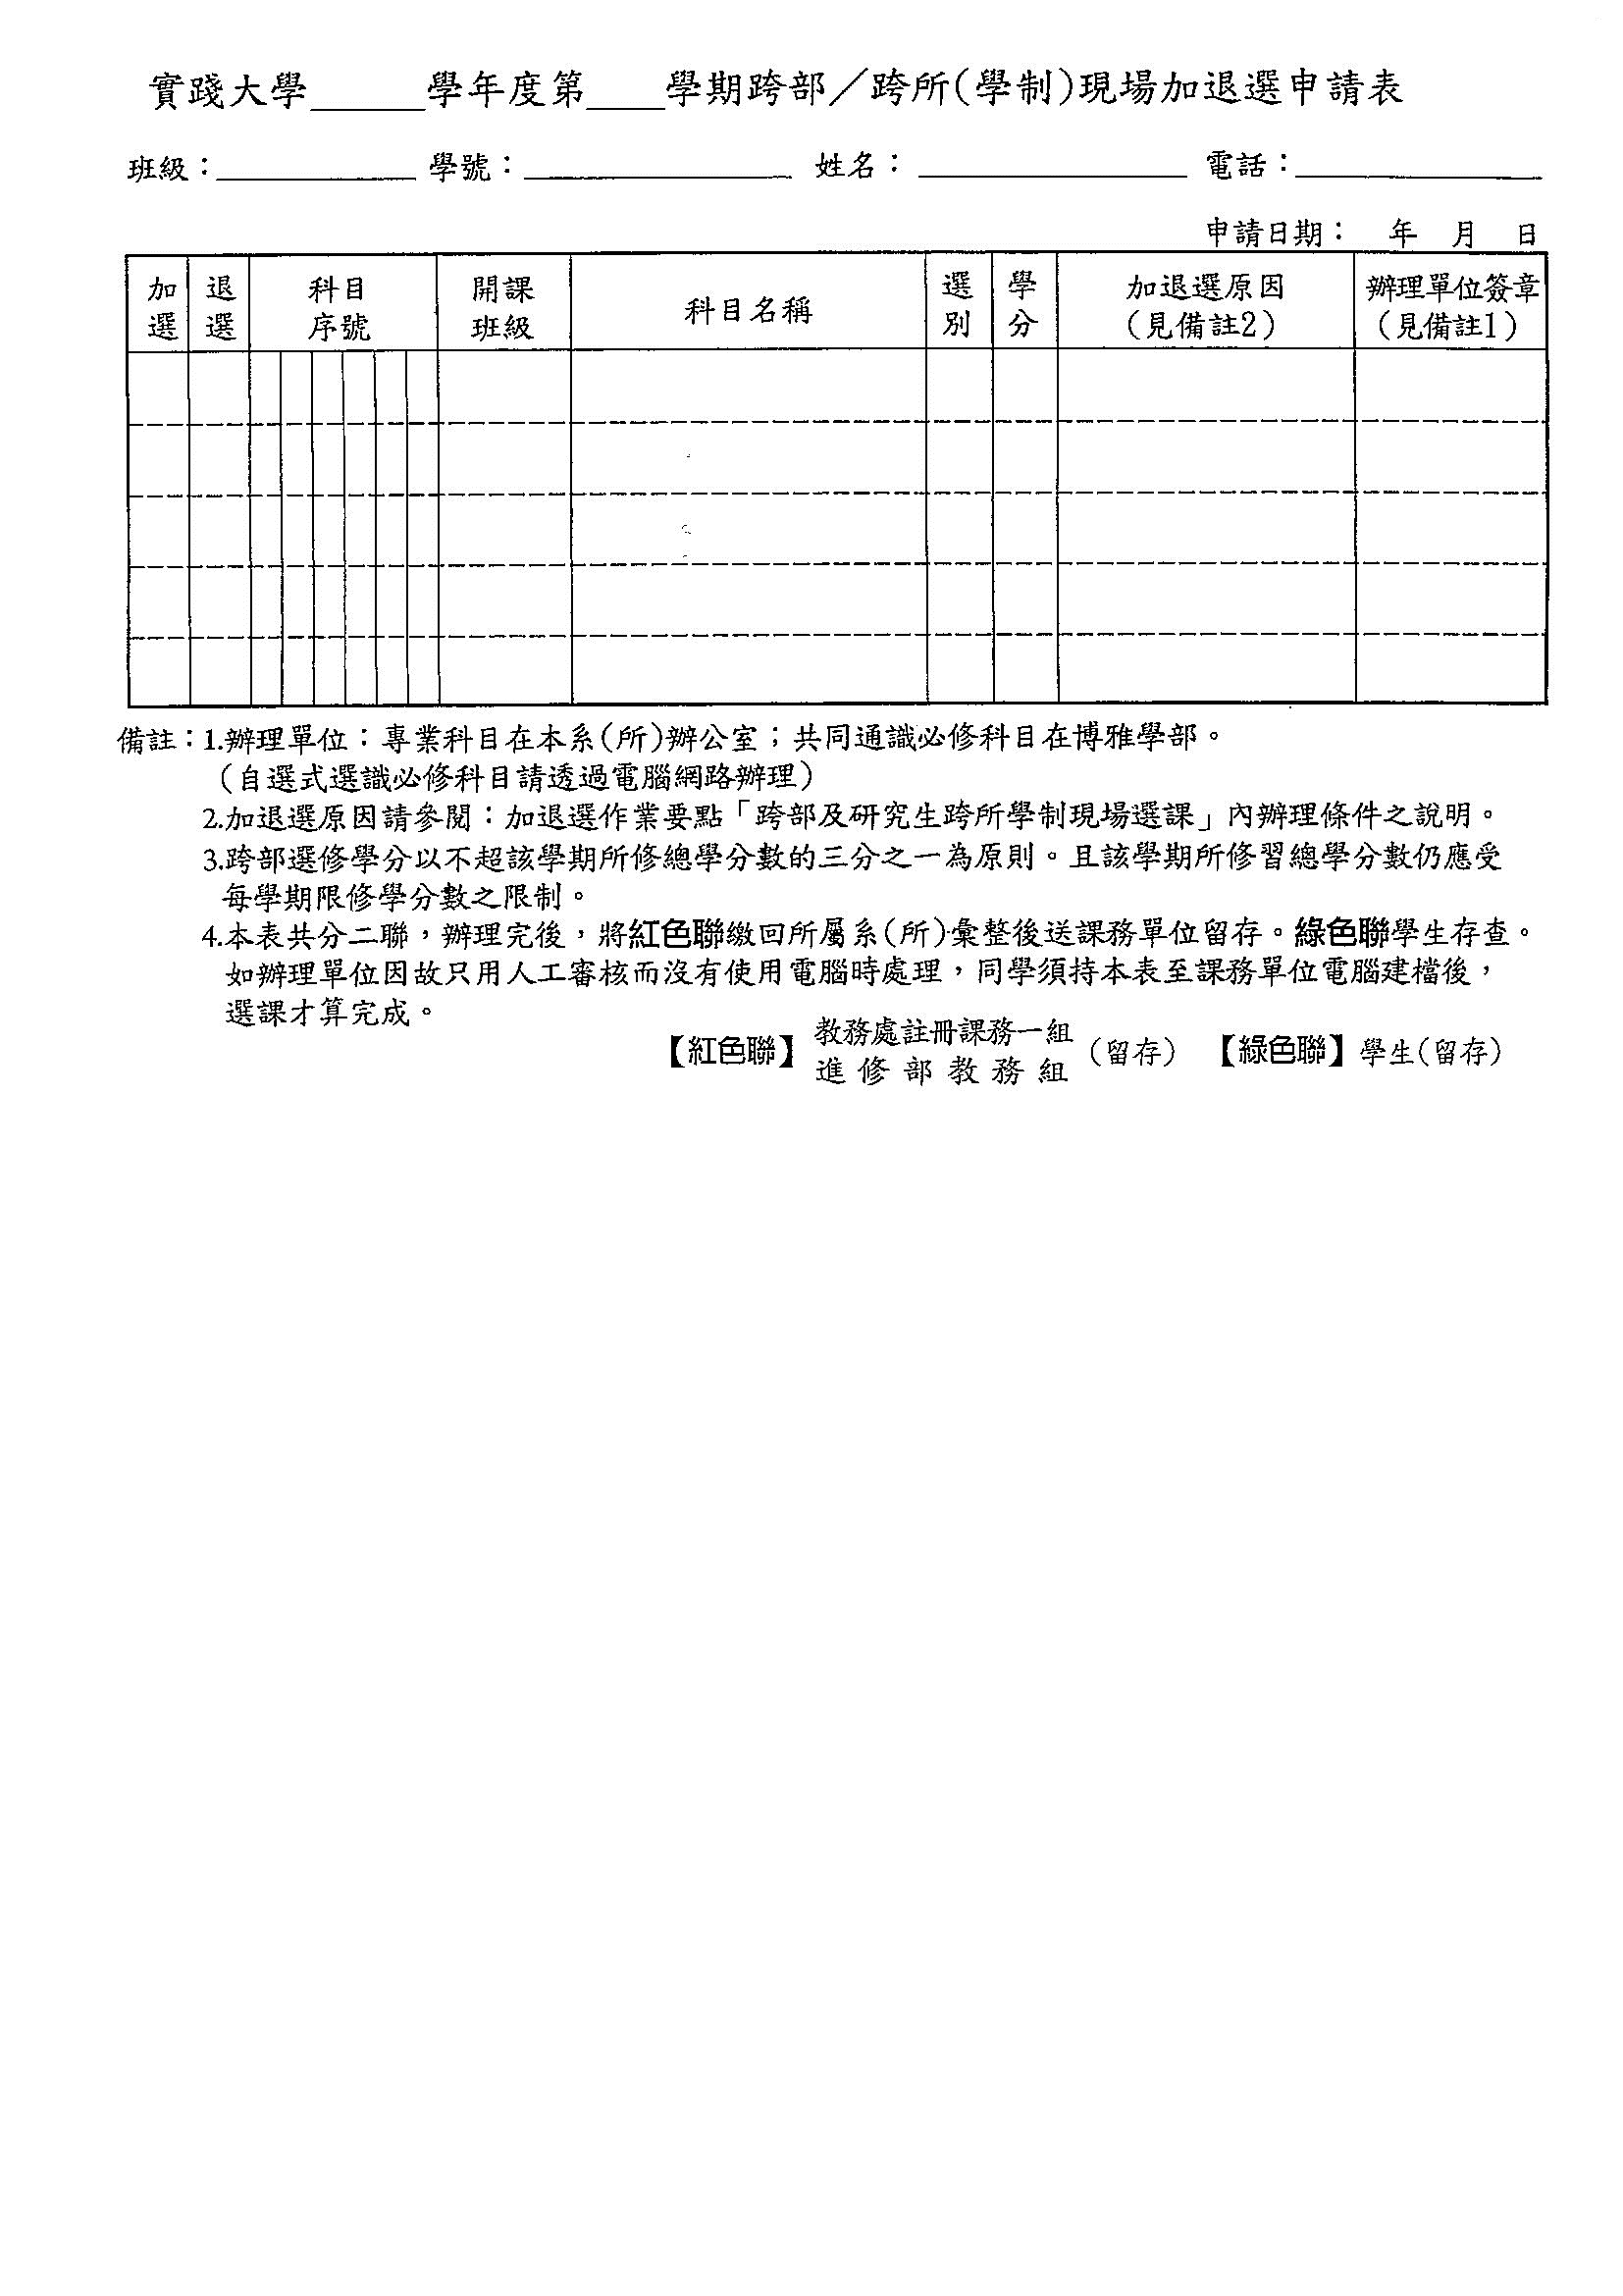 實踐大學______學年度第____學期跨部／跨所(學制)現場加退選申請表
班級：__________ 學號：______________ 姓名：______________ 電話：____________
申請日期： 年 月 日
加選 退選 科目序號 開課班級 科目名稱 選別 學分 加退選原因(見備註2) 辦理單位簽章(見備註1)
備註：1.辦理單位：專業科目在本系(所)辦公室；共同通識必修科目在博雅學部。
(自選式選識必修科目請透過電腦網路辦理)
2.加退選原因請參閱：加退選作業要點「跨部及研究生跨所學制現場選課」內辦理條件之說明。
3.跨部選修學分以不超該學期所修總學分數的三分之一為原則。且該學期所修習總學分數仍應受
每學期限修學分數之限制。
4.本表共分二聯，辦理完後，將紅色聯繳回所屬系(所)彙整後送課務單位留存。綠色聯學生存查。
如辦理單位因故只用人工審核而沒有使用電腦時處理，同學須持本表至課務單位電腦建檔後，
選課才算完成。
【紅色聯】 教務處註冊課務一組 進修部教務組 (留存) 【綠色聯】學生(留存)